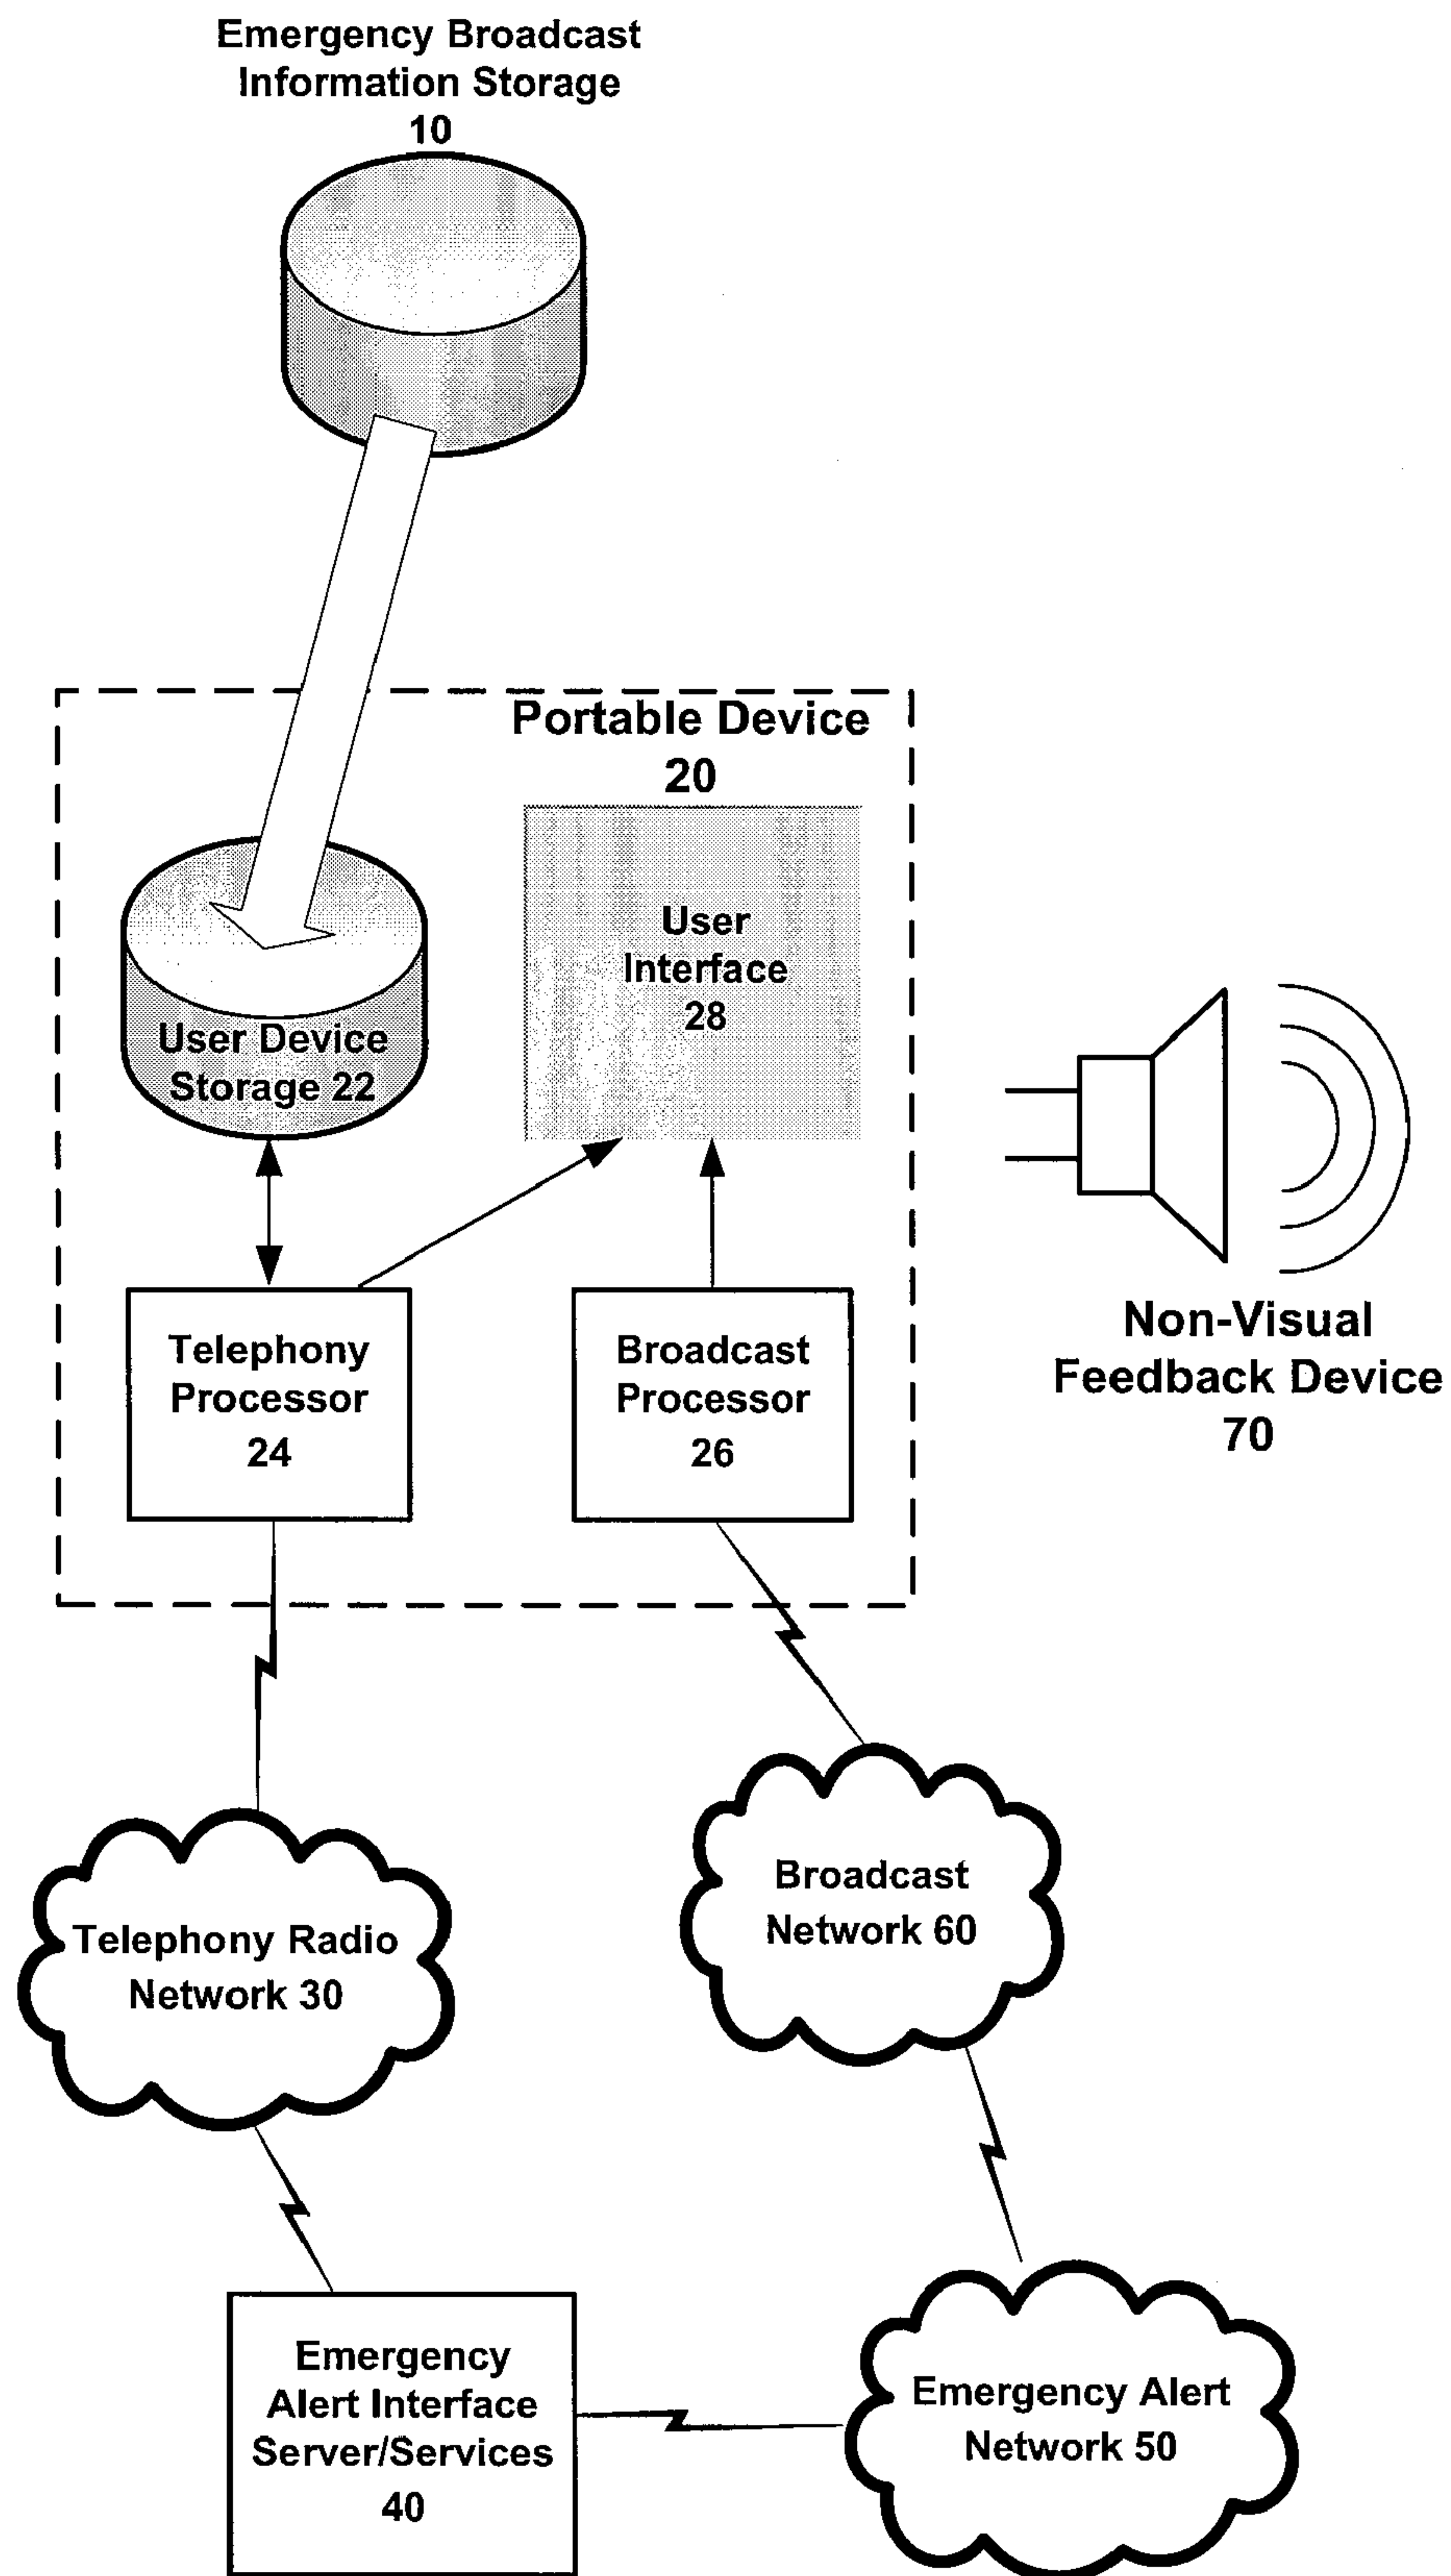 Emergency Broadcast
Information Storage
10
Portable Device
20
User
Interface
28
User Device
Storage 22
Telephony
Processor
24
Broadcast
Processor
26
Non-Visual
Feedback Device
70
Telephony Radio
Network 30
Broadcast
Network 60
Emergency
Alert Interface
Server/Services
40
Emergency Alert
Network 50